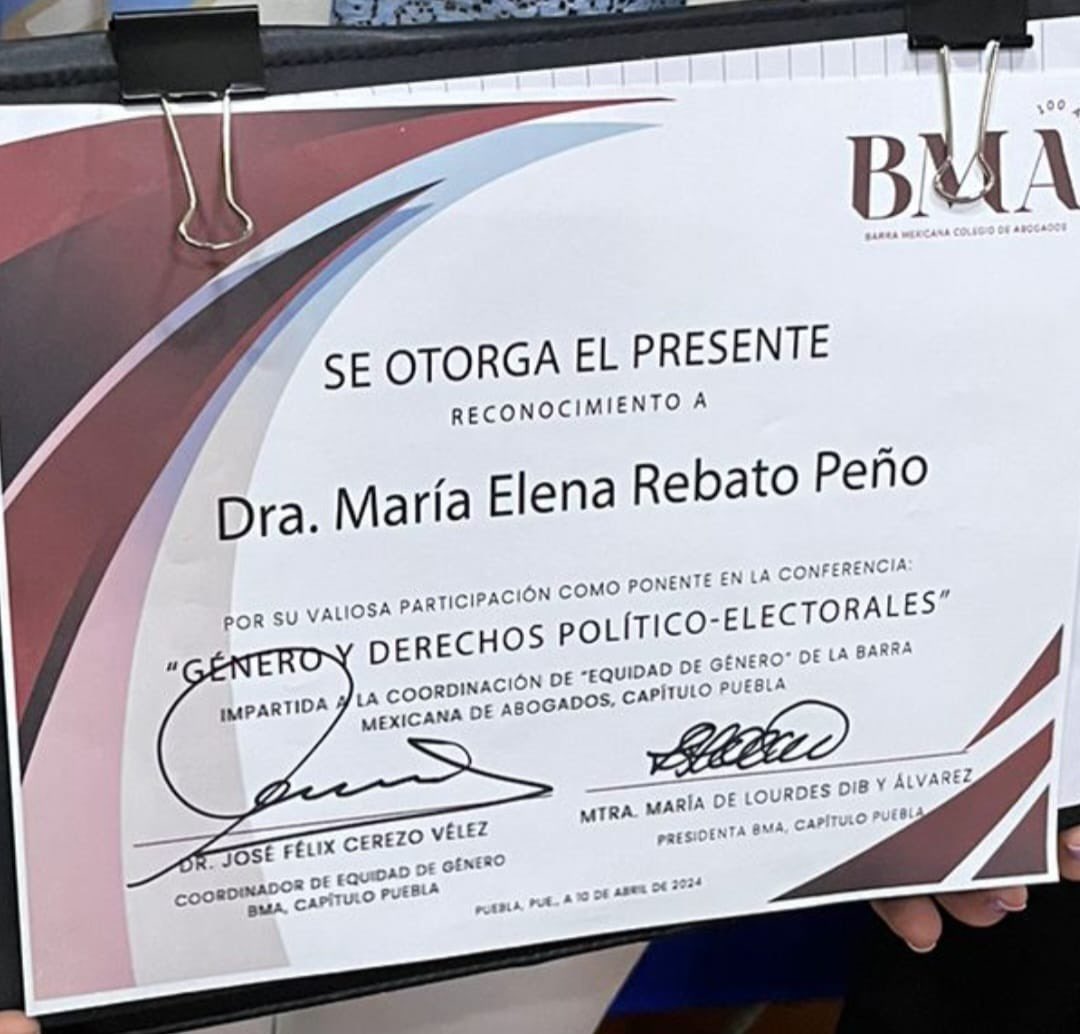 100
BMA
BARRA MEXICANA COLEGIO DE ABOGADOS
SE OTORGA EL PRESENTE
RECONOCIMIENTO A
Dra. María Elena Rebato Peño
POR SU VALIOSA PARTICIPACIÓN COMO PONENTE EN LA CONFERENCIA:
“GÉNERO Y DERECHOS POLÍTICO-ELECTORALES”
IMPARTIDA A LA COORDINACIÓN DE “EQUIDAD DE GÉNERO” DE LA BARRA
MEXICANA DE ABOGADOS, CAPÍTULO PUEBLA
DR. JOSÉ FÉLIX CEREZO VÉLEZ
COORDINADOR DE EQUIDAD DE GÉNERO
BMA, CAPÍTULO PUEBLA
MTRA. MARÍA DE LOURDES DIB Y ÁLVAREZ
PRESIDENTA BMA, CAPÍTULO PUEBLA
PUEBLA, PUE., A 10 DE ABRIL DE 2024